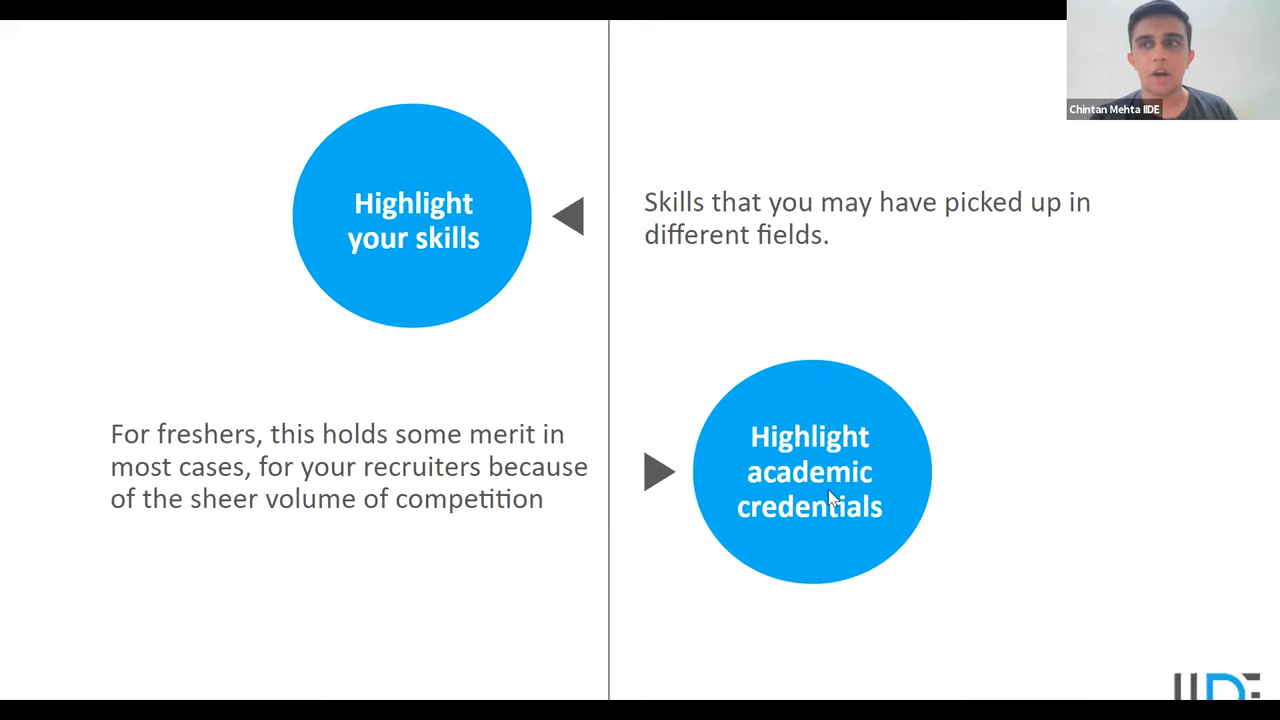 Chintan Mehta IIDE
Highlight
your skills
Skills that you may have picked up in
different fields.
For freshers, this holds some merit in
most cases, for your recruiters because
of the sheer volume of competition
Highlight
academic
credentials
IIDE